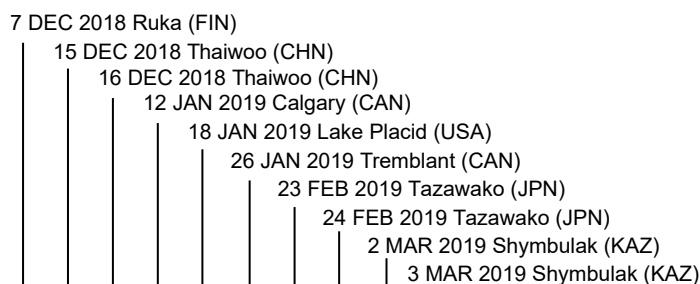 7 DEC 2018 Ruka (FIN)
15 DEC 2018 Thaiwoo (CHN)
16 DEC 2018 Thaiwoo (CHN)
12 JAN 2019 Calgary (CAN)
18 JAN 2019 Lake Placid (USA)
26 JAN 2019 Tremblant (CAN)
23 FEB 2019 Tazawako (JPN)
24 FEB 2019 Tazawako (JPN)
2 MAR 2019 Shymbulak (KAZ)
3 MAR 2019 Shymbulak (KAZ)